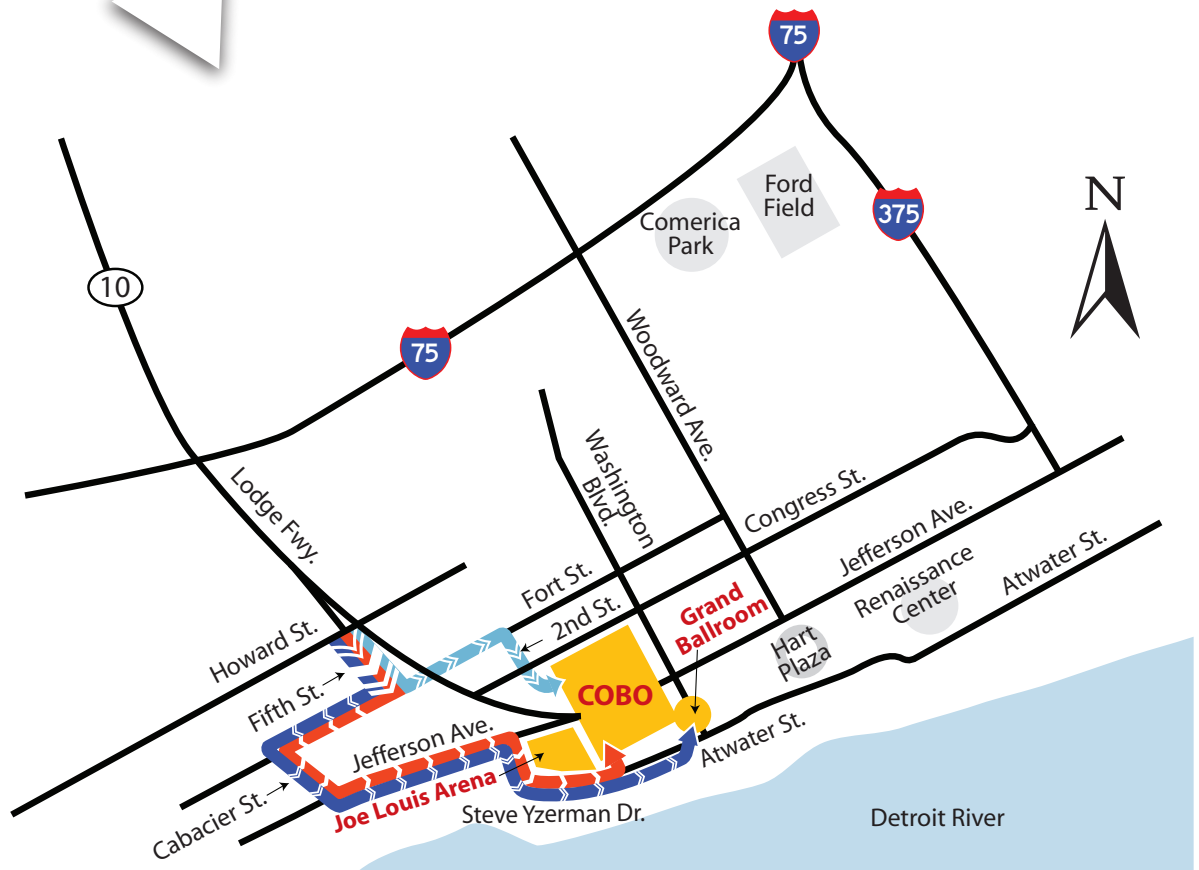 75
Ford
Field
375
N
Comerica
Park
10
75
Woodward Ave.
Washington
Blvd.
Lodge Fwy.
Congress St.
Jefferson Ave.
Renaissance
Center
Atwater St.
Fort St.
2nd St.
Grand
Ballroom
Howard St.
Hart
Plaza
Fifth St.
COBO
Jefferson Ave.
Atwater St.
Joe Louis Arena
Cabacier St.
Steve Yzerman Dr.
Detroit River